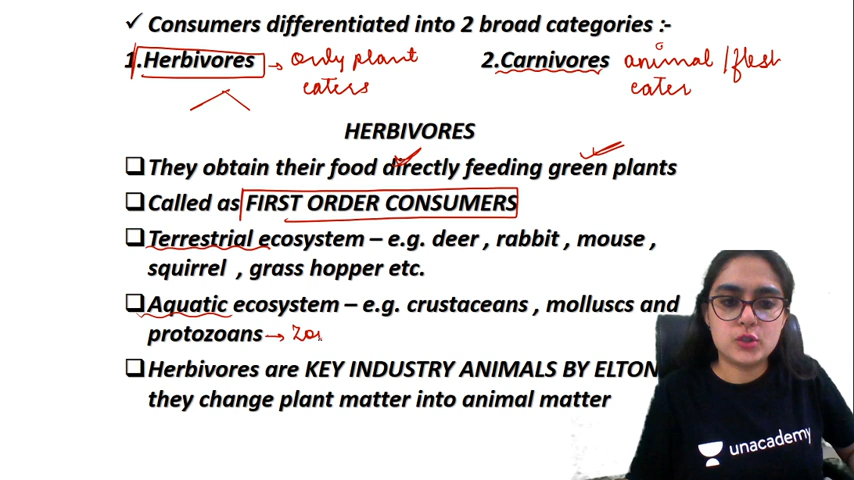 ✓ Consumers differentiated into 2 broad categories :-
1.Herbivores → only plant eaters
2.Carnivores animal / flesh eater
HERBIVORES
❑ They obtain their food directly feeding green plants
❑ Called as FIRST ORDER CONSUMERS
❑ Terrestrial ecosystem – e.g. deer , rabbit , mouse ,
squirrel , grass hopper etc.
❑ Aquatic ecosystem – e.g. crustaceans , molluscs and
protozoans →
❑ Herbivores are KEY INDUSTRY ANIMALS BY ELTON
they change plant matter into animal matter
unacademy